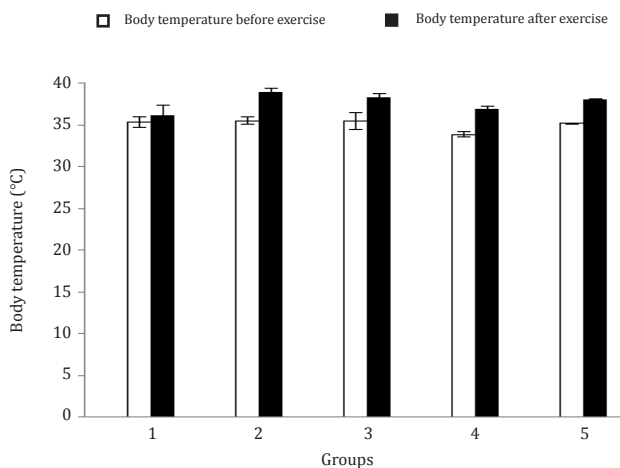 Body temperature before exercise
Body temperature after exercise
40
35
30
25
20
15
10
5
0
Body temperature (°C)
1 2 3 4 5
Groups